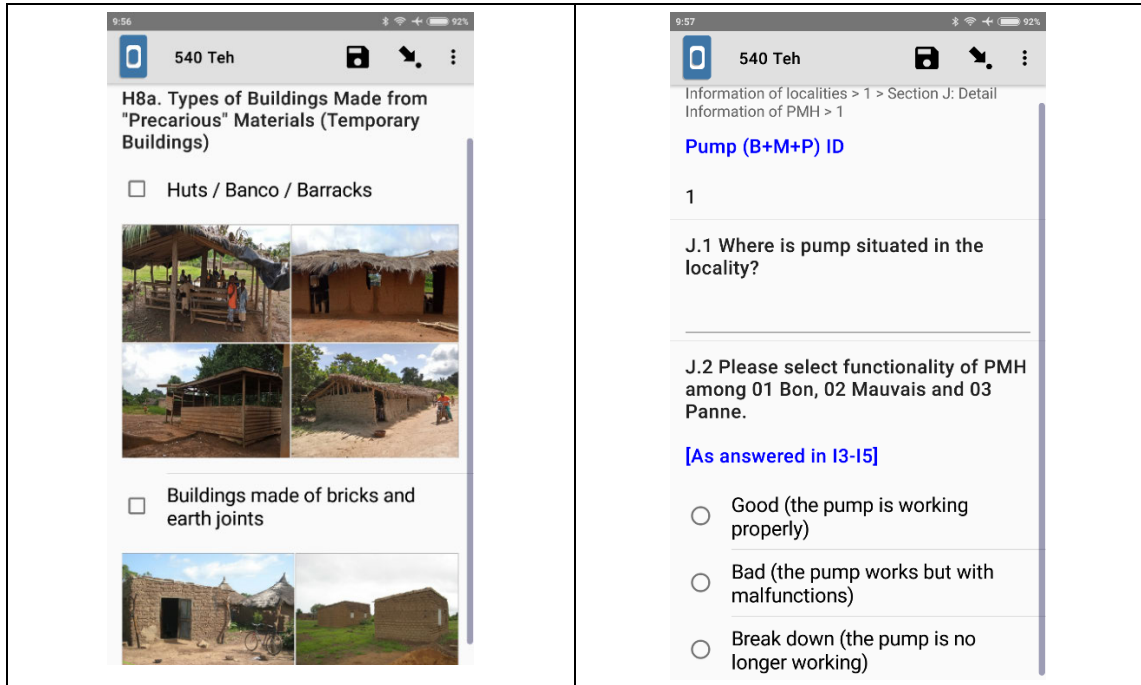 9:56
92%
540 Teh
H8a. Types of Buildings Made from
"Precarious" Materials (Temporary
Buildings)
Huts / Banco / Barracks
Buildings made of bricks and
earth joints
9:57
92%
540 Teh
Information of localities > 1 > Section J: Detail
Information of PMH > 1
Pump (B+M+P) ID
1
J.1 Where is pump situated in the
locality?
J.2 Please select functionality of PMH
among 01 Bon, 02 Mauvais and 03
Panne.
[As answered in I3-I5]
Good (the pump is working
properly)
Bad (the pump works but with
malfunctions)
Break down (the pump is no
longer working)